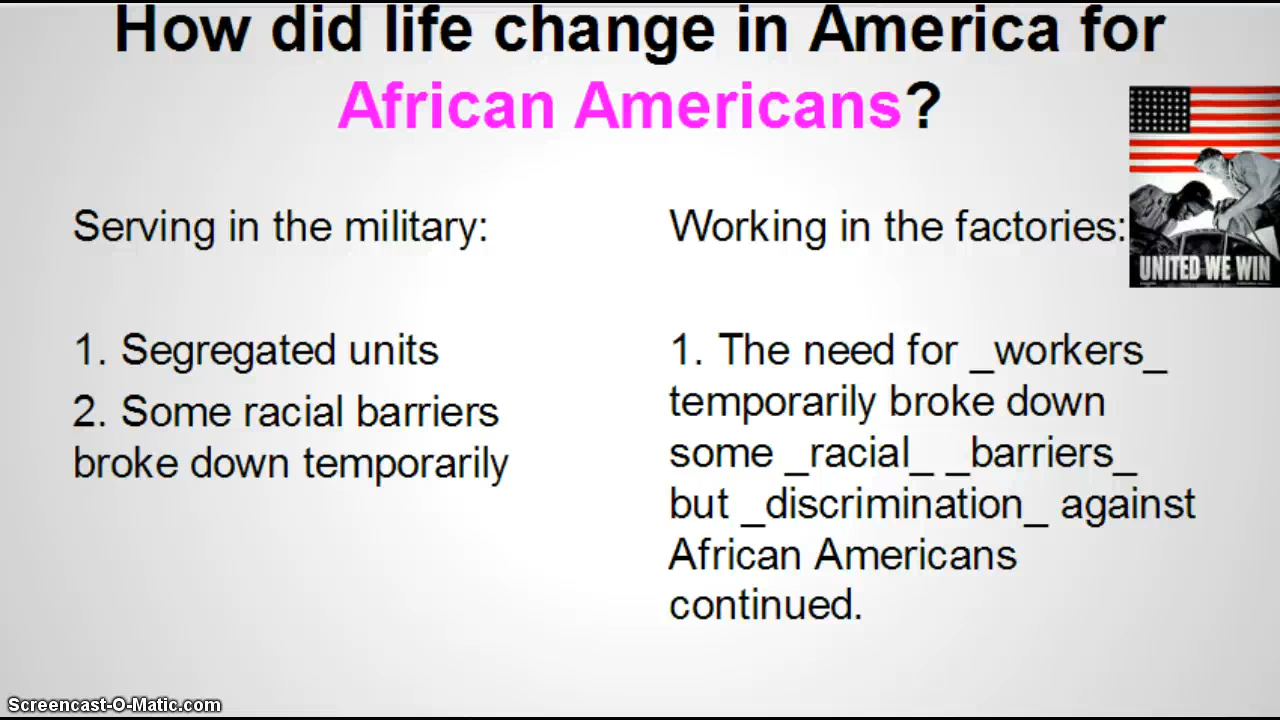 How did life change in America for
African Americans?
UNITED WE WIN
Serving in the military:
1. Segregated units
2. Some racial barriers
broke down temporarily
Working in the factories:
1. The need for _workers_
temporarily broke down
some _racial_ _barriers_
but _discrimination_ against
African Americans
continued.
Screencast-O-Matic.com